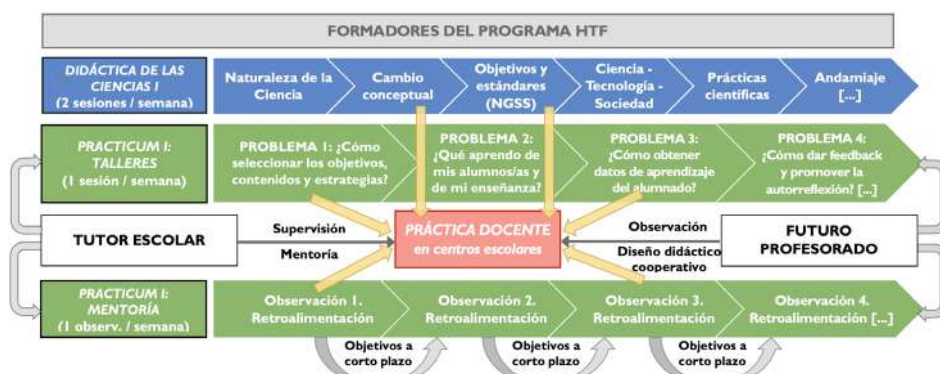 FORMADORES DEL PROGRAMA HTF
DIDÁCTICA DE LAS
CIENCIAS I
(2 sesiones / semana)
Naturaleza de la
Ciencia
Cambio
conceptual
Objetivos y
estándares
(NGSS)
Ciencia -
Tecnología -
Sociedad
Prácticas
científicas
Andamiaje
[...]
PRACTICUM I:
TALLERES
(1 sesión / semana)
PROBLEMA 1: ¿Cómo
seleccionar los objetivos,
contenidos y estrategias?
PROBLEMA 2:
¿Qué aprendo de
mis alumnos/as y
de mi enseñanza?
PROBLEMA 3:
¿Cómo obtener
datos de aprendizaje
del alumnado?
PROBLEMA 4:
¿Cómo dar feedback
y promover la
autorreflexión? [...]
TUTOR ESCOLAR
Supervisión
Mentoría
PRÁCTICA DOCENTE
en centros escolares
Observación
Diseño didáctico
cooperativo
FUTURO
PROFESORADO
PRACTICUM I:
MENTORÍA
(1 observ. / semana)
Observación 1.
Retroalimentación
Observación 2.
Retroalimentación
Observación 3.
Retroalimentación
Observación 4.
Retroalimentación [...]
Objetivos a
corto plazo
Objetivos a
corto plazo
Objetivos a
corto plazo